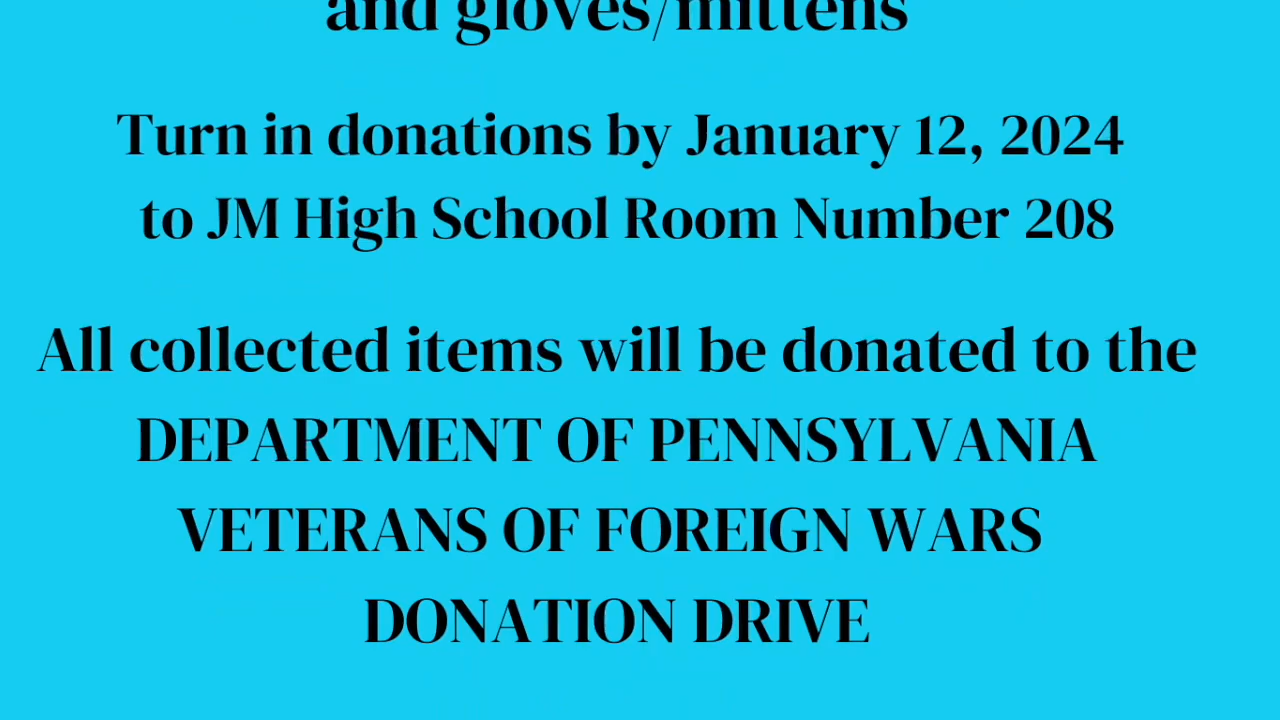 and gloves/mittens
Turn in donations by January 12, 2024
to JM High School Room Number 208
All collected items will be donated to the
DEPARTMENT OF PENNSYLVANIA
VETERANS OF FOREIGN WARS
DONATION DRIVE